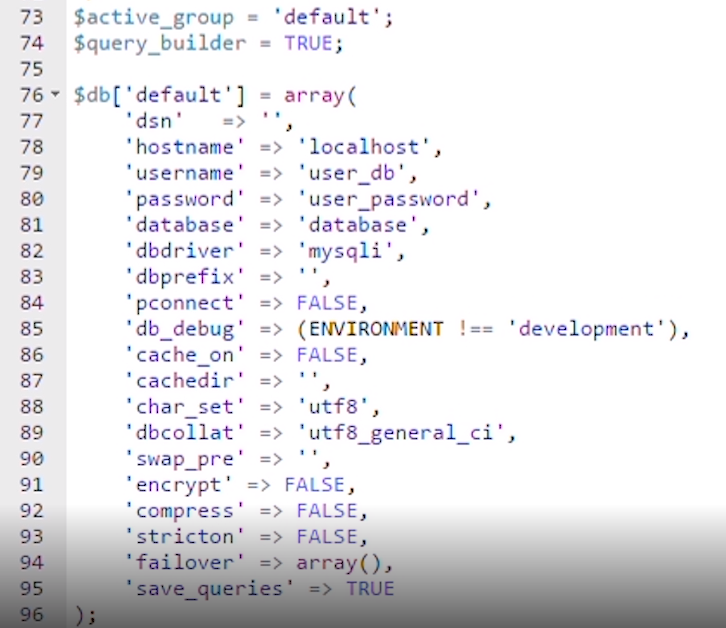 73 $active_group = 'default';
74 $query_builder = TRUE;
75
76 $db['default'] = array(
77 'dsn' => '',
78 'hostname' => 'localhost',
79 'username' => 'user_db',
80 'password' => 'user_password',
81 'database' => 'database',
82 'dbdriver' => 'mysqli',
83 'dbprefix' => '',
84 'pconnect' => FALSE,
85 'db_debug' => (ENVIRONMENT !== 'development'),
86 'cache_on' => FALSE,
87 'cachedir' => '',
88 'char_set' => 'utf8',
89 'dbcollat' => 'utf8_general_ci',
90 'swap_pre' => '',
91 'encrypt' => FALSE,
92 'compress' => FALSE,
93 'stricton' => FALSE,
94 'failover' => array(),
95 'save_queries' => TRUE
96 );